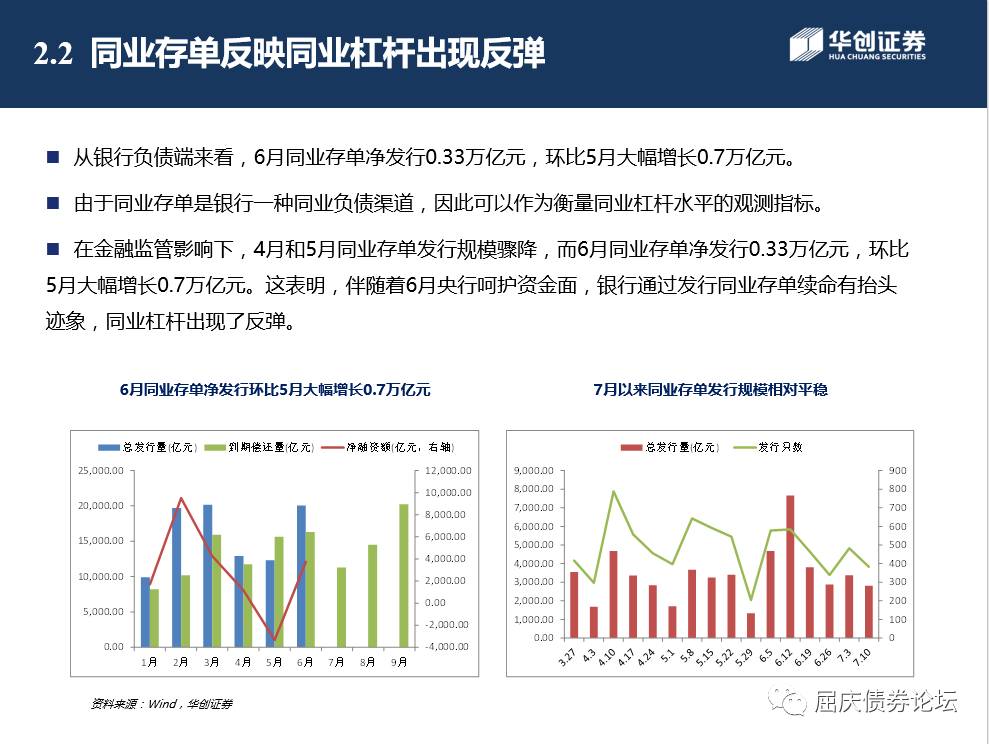 2.2 同业存单反映同业杠杆出现反弹
华创证券
HUA CHUANG SECURITIES
■ 从银行负债端来看，6月同业存单净发行0.33万亿元，环比5月大幅增长0.7万亿元。
■ 由于同业存单是银行一种同业负债渠道，因此可以作为衡量同业杠杆水平的观测指标。
■ 在金融监管影响下，4月和5月同业存单发行规模骤降，而6月同业存单净发行0.33万亿元，环比
5月大幅增长0.7万亿元。这表明，伴随着6月央行呵护资金面，银行通过发行同业存单续命有抬头
迹象，同业杠杆出现了反弹。
6月同业存单净发行环比5月大幅增长0.7万亿元
总发行量(亿元) 到期偿还量(亿元) 净融资额(亿元，右轴)
25,000.00
20,000.00
15,000.00
10,000.00
5,000.00
0.00
12,000.00
10,000.00
8,000.00
6,000.00
4,000.00
2,000.00
0.00
-2,000.00
-4,000.00
1月 2月 3月 4月 5月 6月 7月 8月 9月
7月以来同业存单发行规模相对平稳
总发行量(亿元) 发行只数
9,000.00
8,000.00
7,000.00
6,000.00
5,000.00
4,000.00
3,000.00
2,000.00
1,000.00
0.00
900
800
700
600
500
400
300
200
100
0
3.27 4.3 4.10 4.17 4.24 5.1 5.8 5.15 5.22 5.29 6.5 6.12 6.19 6.26 7.3 7.10
资料来源：Wind，华创证券
屈庆债券论坛